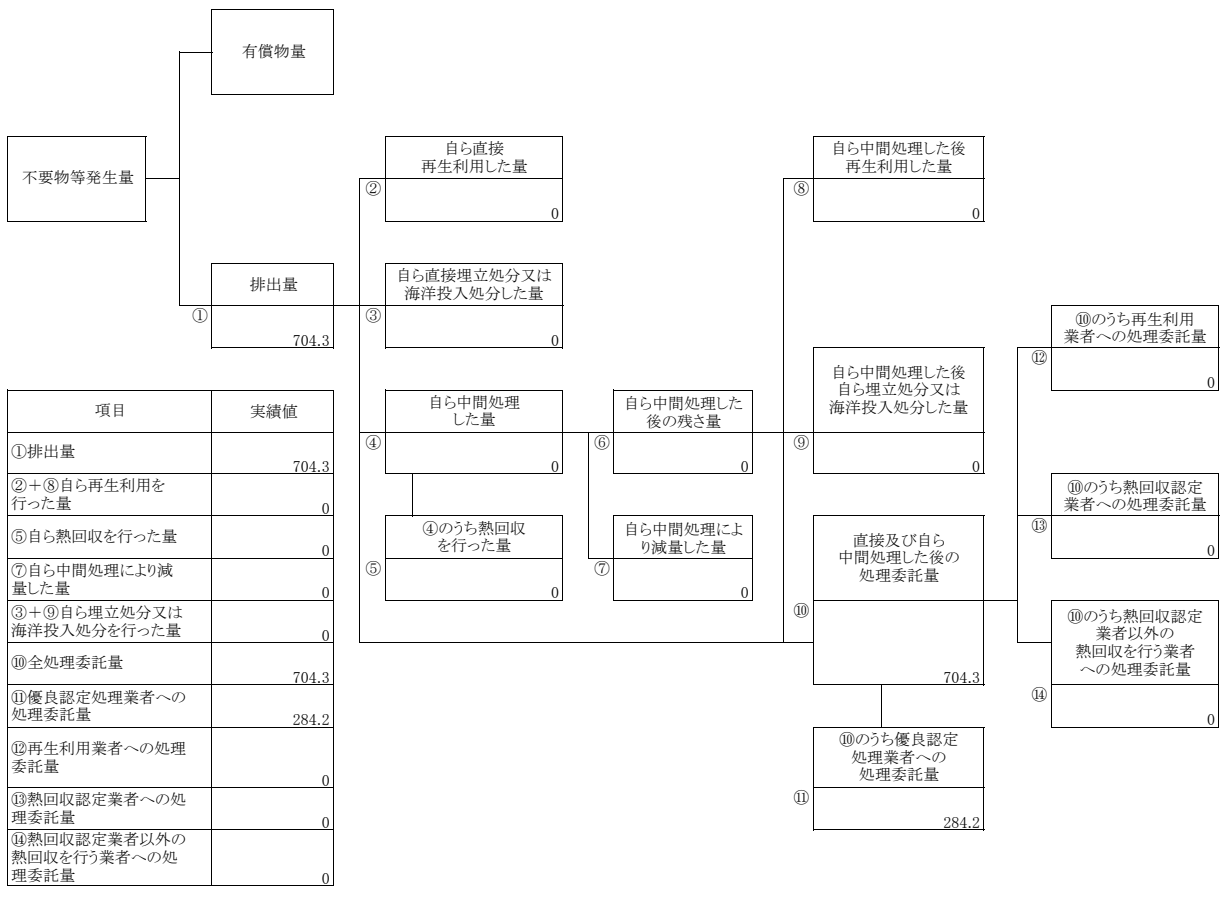 有償物量
不要物等発生量
自ら直接
再生利用した量
②
0
自ら中間処理した後
再生利用した量
⑧
0
排出量
①
704.3
自ら直接埋立処分又は
海洋投入処分した量
③
0
⑩のうち再生利用
業者への処理委託量
⑫
0
自ら中間処理
した量
④
0
自ら中間処理した
後の残さ量
⑥
0
自ら中間処理した後
自ら埋立処分又は
海洋投入処分した量
⑨
0
④のうち熱回収
を行った量
⑤
0
自ら中間処理によ
り減量した量
⑦
0
直接及び自ら
中間処理した後の
処理委託量
⑩
704.3
⑩のうち熱回収認定
業者への処理委託量
⑬
0
⑩のうち熱回収認定
業者以外の
熱回収を行う業者
への処理委託量
⑭
0
⑩のうち優良認定
処理業者への
処理委託量
⑪
284.2
項目 実績値
①排出量
704.3
②＋⑧自ら再生利用を
行った量
0
⑤自ら熱回収を行った量
0
⑦自ら中間処理により減
量した量
0
③＋⑨自ら埋立処分又は
海洋投入処分を行った量
0
⑩全処理委託量
704.3
⑪優良認定処理業者への
処理委託量
284.2
⑫再生利用業者への処理
委託量
0
⑬熱回収認定業者への処
理委託量
0
⑭熱回収認定業者以外の
熱回収を行う業者への処
理委託量
0